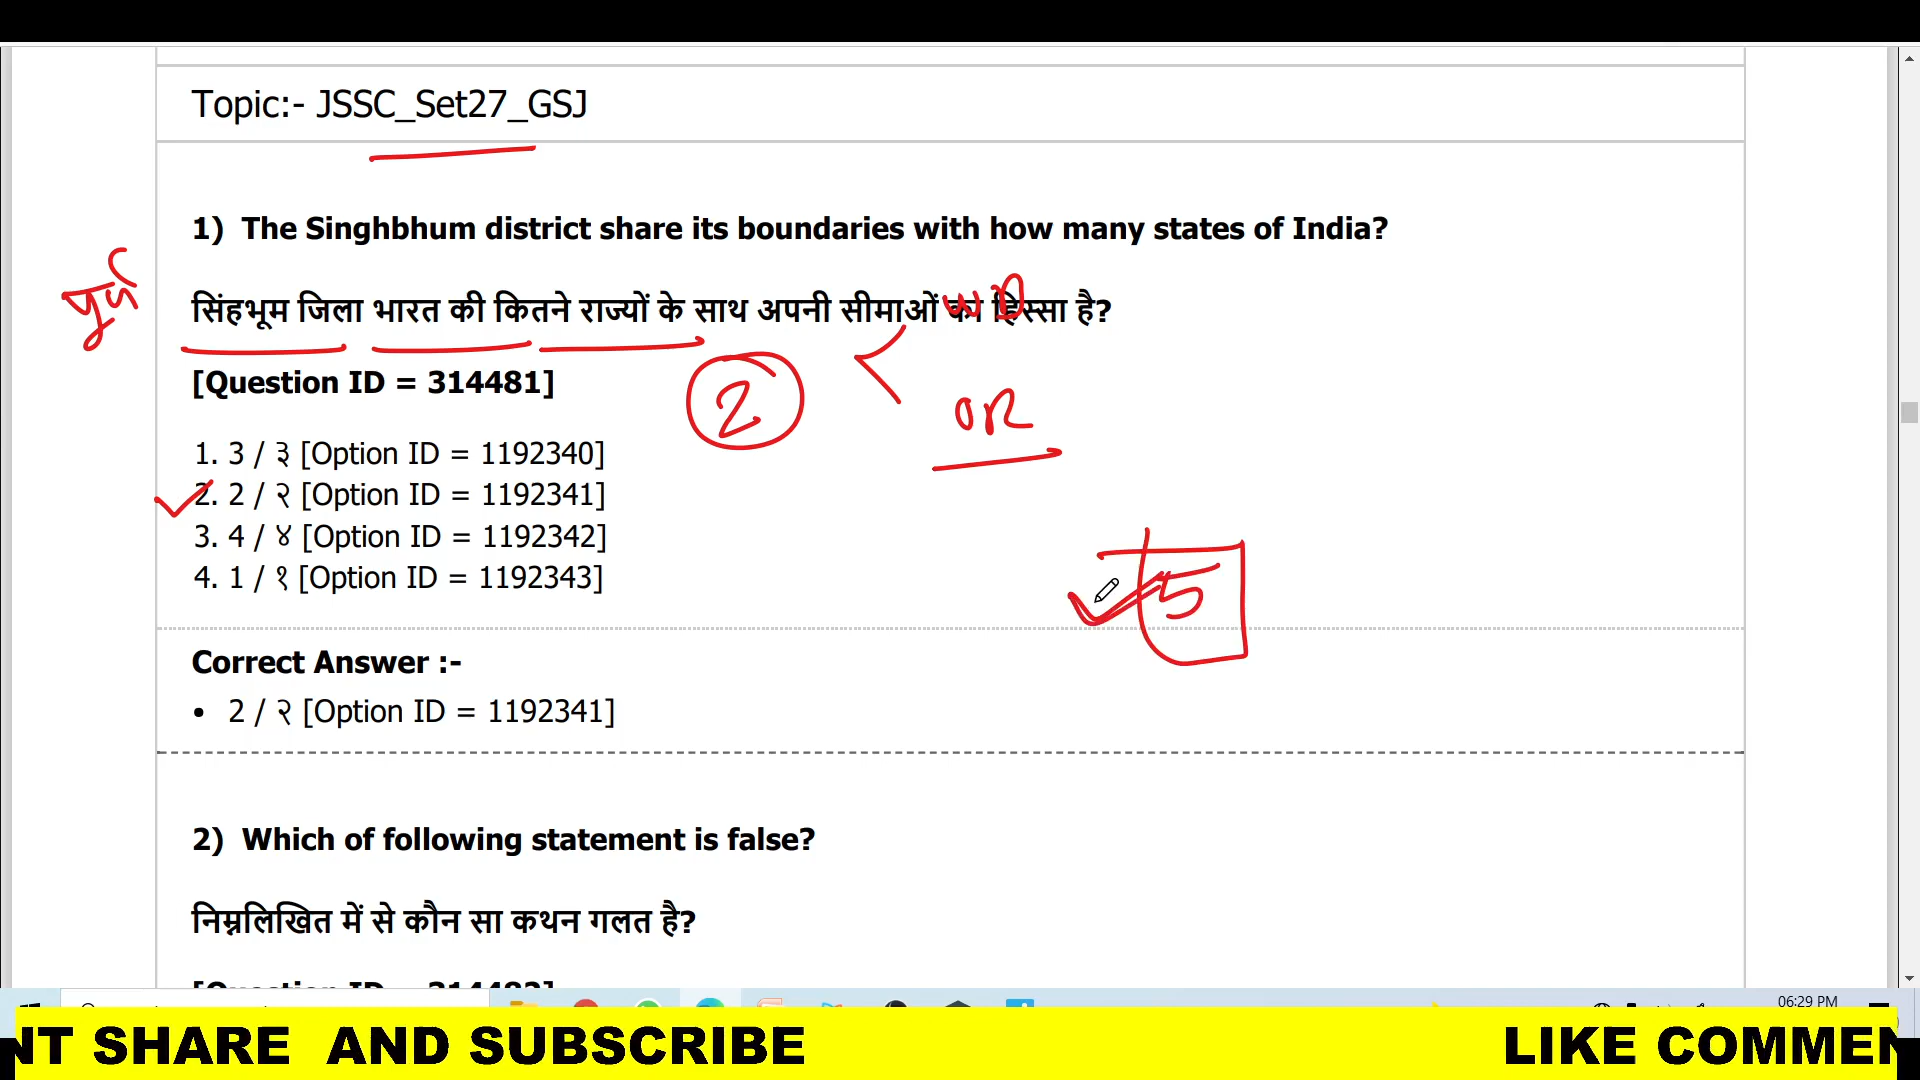 Topic:- JSSC_Set27_GSJ
1) The Singhbhum district share its boundaries with how many states of India?
पूर्व
सिंहभूम जिला भारत की कितने राज्यों के साथ अपनी सीमाओं का हिस्सा है?
WB
[Question ID = 314481]
2
OR
1. 3 / ३ [Option ID = 1192340]
2. 2 / २ [Option ID = 1192341]
3. 4 / ४ [Option ID = 1192342]
4. 1 / १ [Option ID = 1192343]
5
Correct Answer :-
• 2 / २ [Option ID = 1192341]
2) Which of following statement is false?
निम्नलिखित में से कौन सा कथन गलत है?
06:29 PM
NT SHARE AND SUBSCRIBE LIKE COMMEN